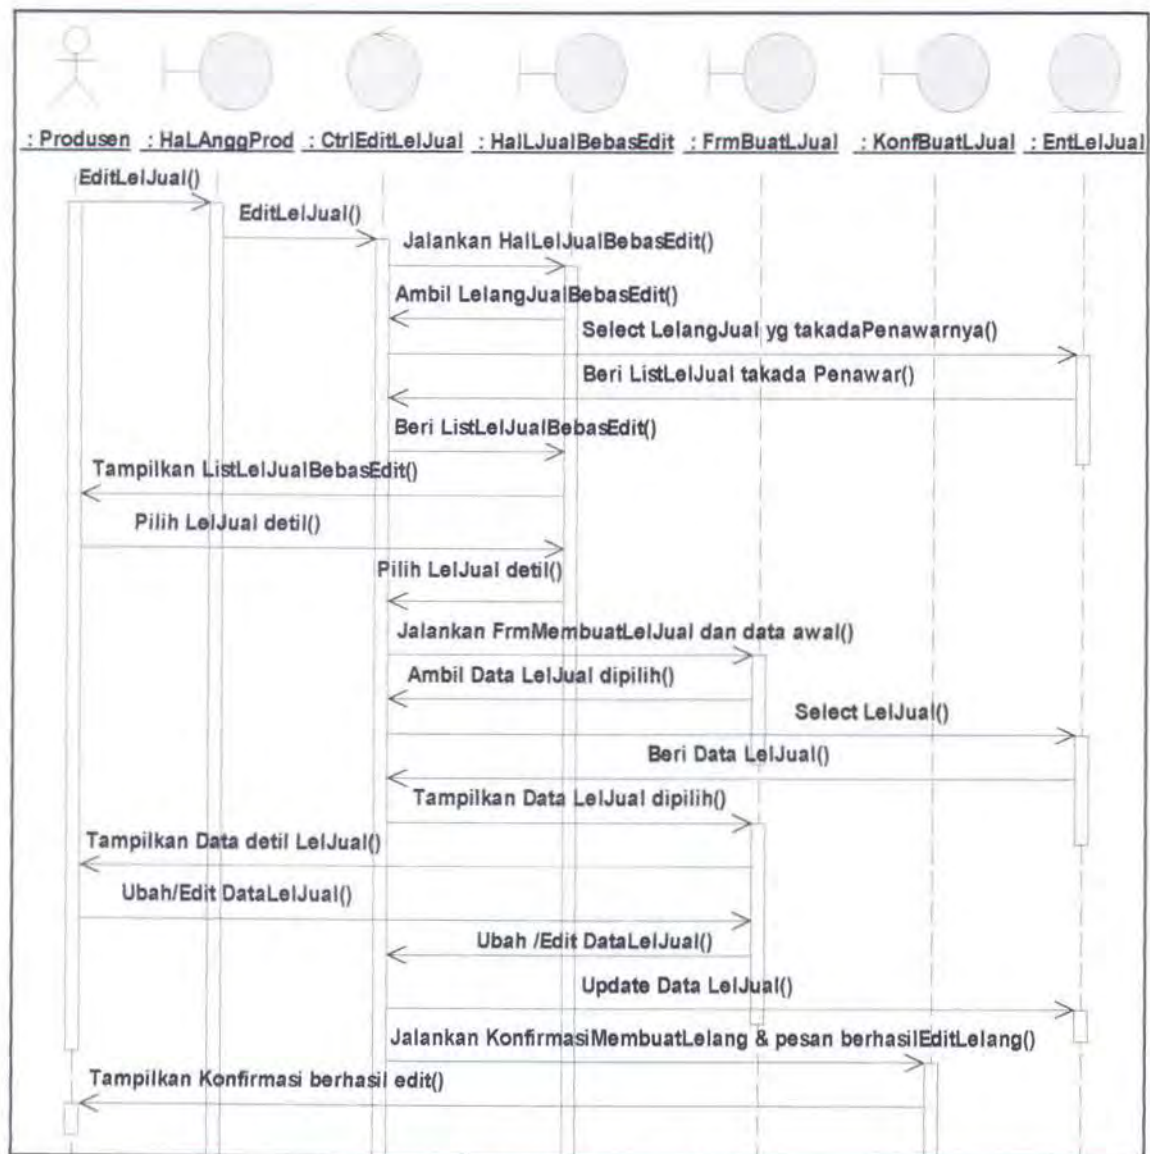 : Produsen : HaLAnggProd : CtrlEditLelJual : HalLJualBebasEdit : FrmBuatLJual : KonfBuatLJual : EntLelJual
EditLelJual()
EditLelJual()
Jalankan HalLelJualBebasEdit()
Ambil LelangJualBebasEdit()
Select LelangJual yg takadaPenawarnya()
Beri ListLelJual takada Penawar()
Beri ListLelJualBebasEdit()
Tampilkan ListLelJualBebasEdit()
Pilih LelJual detil()
Pilih LelJual detil()
Jalankan FrmMembuatLelJual dan data awal()
Ambil Data LelJual dipilih()
Select LelJual()
Beri Data LelJual()
Tampilkan Data LelJual dipilih()
Tampilkan Data detil LelJual()
Ubah/Edit DataLelJual()
Ubah /Edit DataLelJual()
Update Data LelJual()
Jalankan KonfirmasiMembuatLelang & pesan berhasilEditLelang()
Tampilkan Konfirmasi berhasil edit()